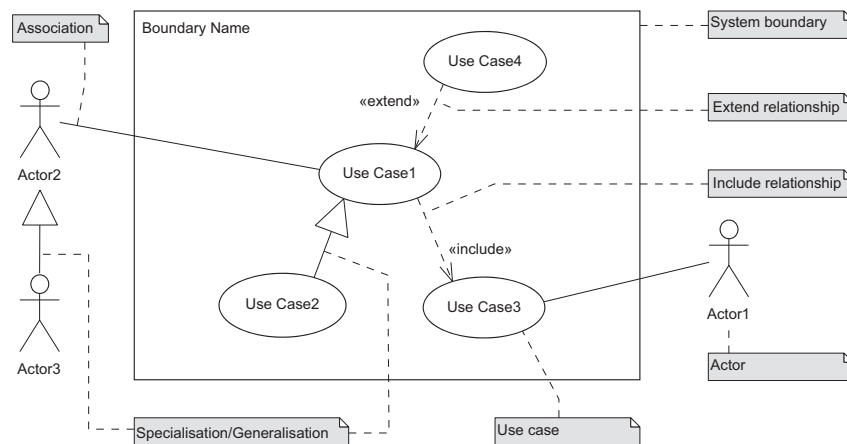 Association
Boundary Name
System boundary
Use Case4
«extend»
Extend relationship
Actor2
Use Case1
Include relationship
«include»
Use Case2
Use Case3
Actor1
Actor3
Actor
Specialisation/Generalisation
Use case